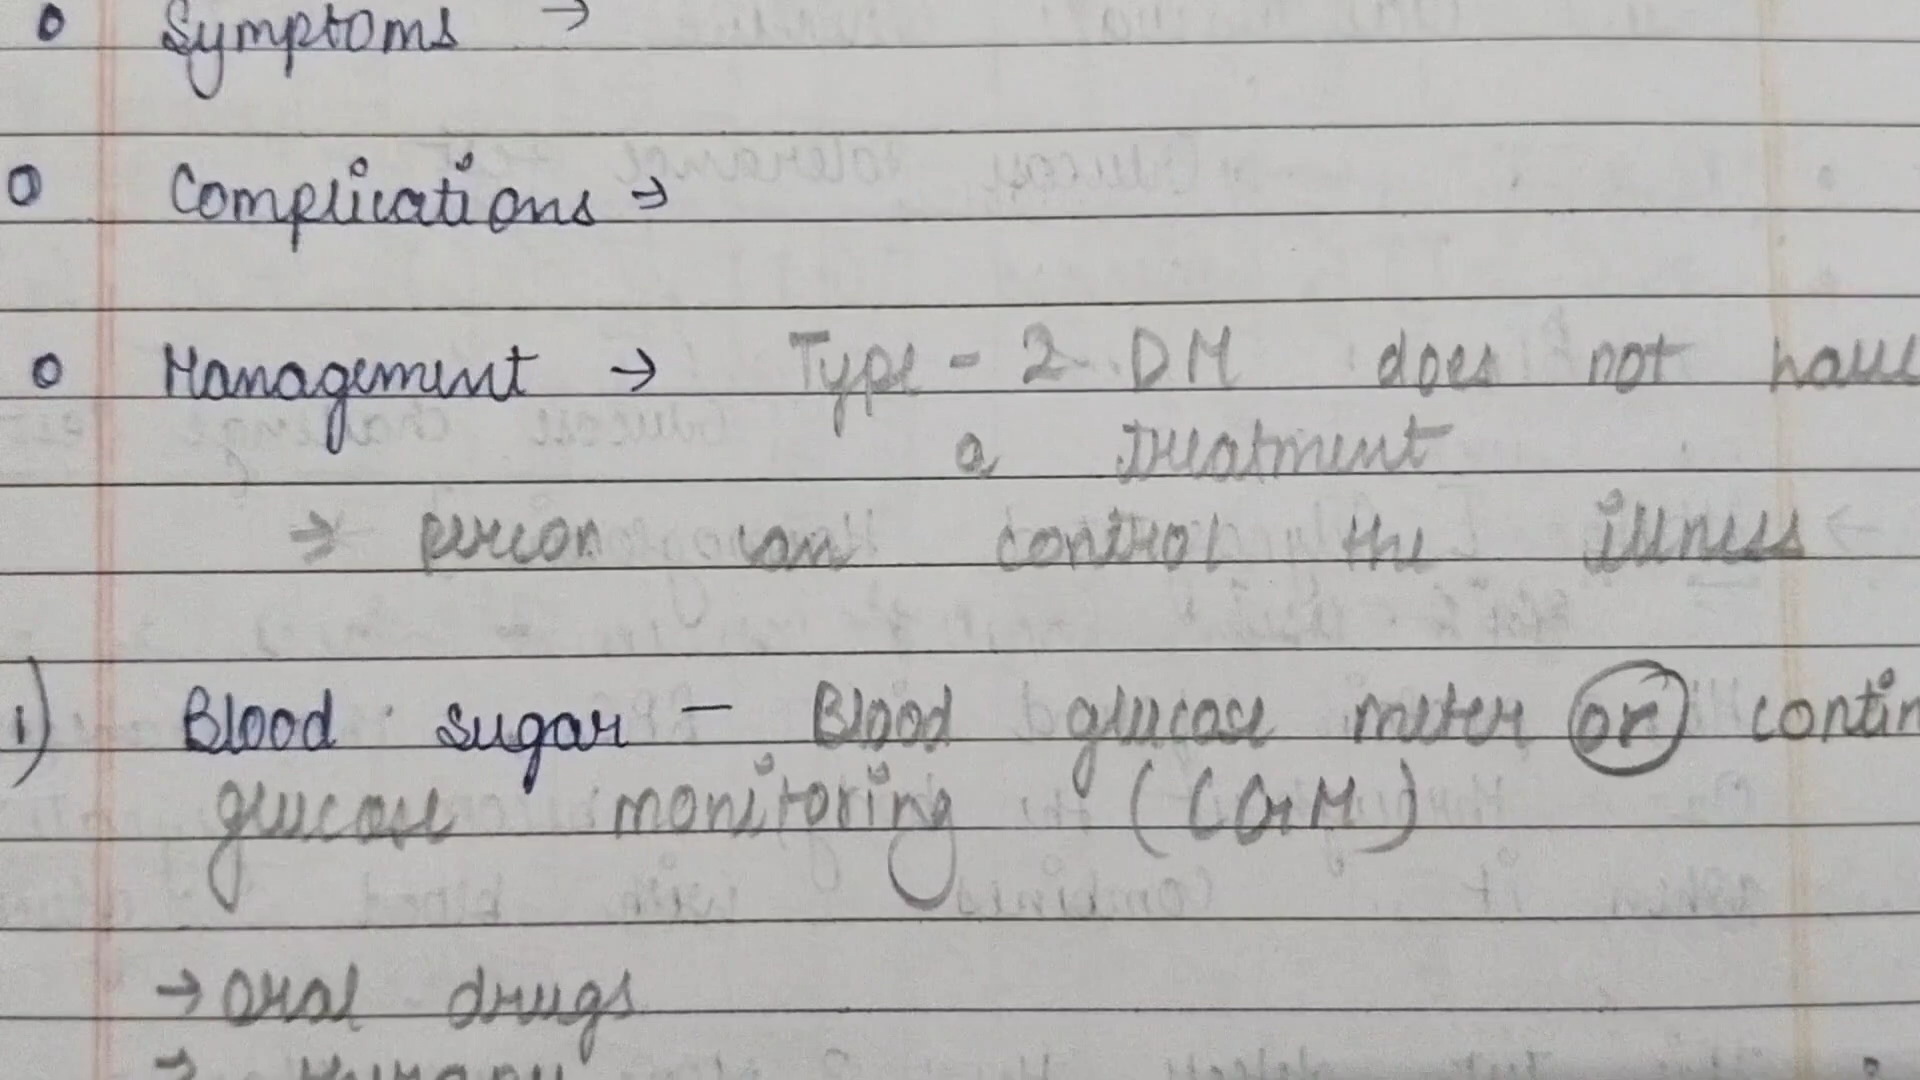 • Symptoms →
• Complications →
• Management → Type - 2 DM does not have
a treatment
→ person can control the illness
1) Blood sugar - Blood glucose meter or contin
glucose monitoring (CGM)
→ oral drugs
→ therapy